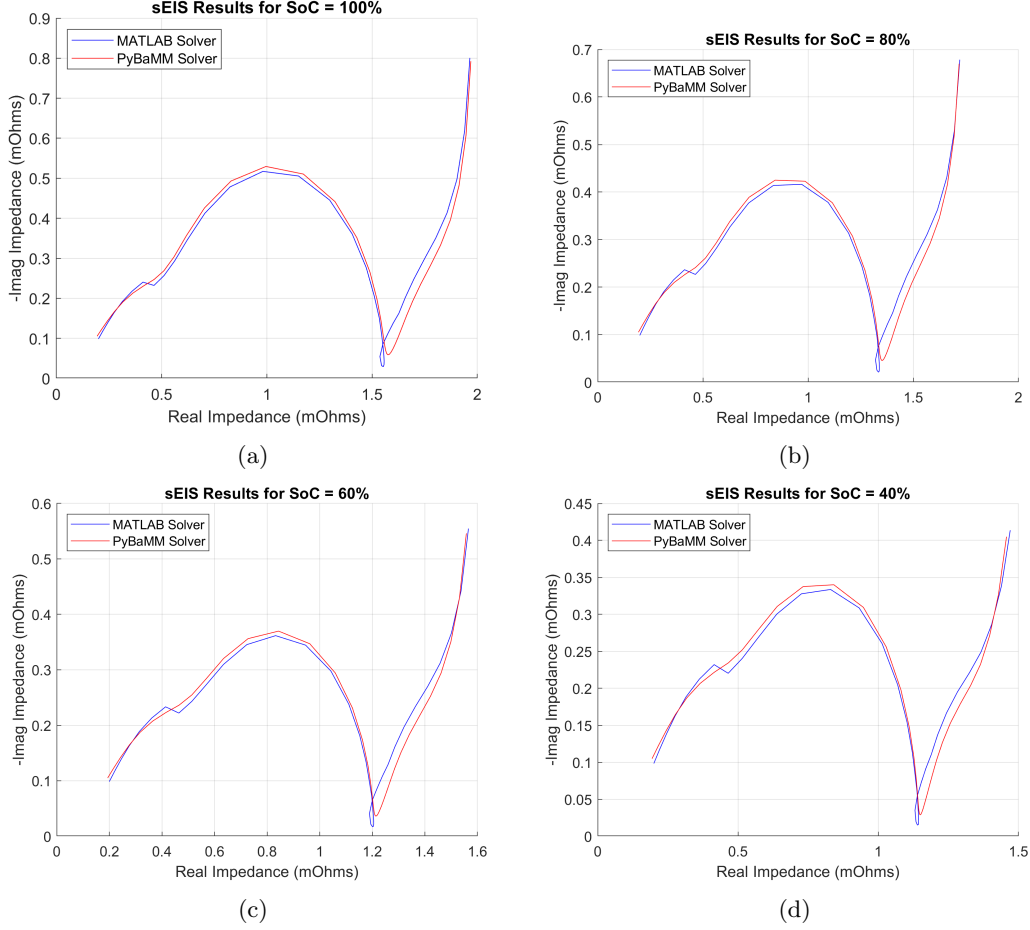 sEIS Results for SoC = 100%
MATLAB Solver
PyBaMM Solver
-Imag Impedance (mOhms)
0.9
0.8
0.7
0.6
0.5
0.4
0.3
0.2
0.1
0
0 0.5 1 1.5 2
Real Impedance (mOhms)
(a)
sEIS Results for SoC = 80%
MATLAB Solver
PyBaMM Solver
-Imag Impedance (mOhms)
0.7
0.6
0.5
0.4
0.3
0.2
0.1
0
0 0.5 1 1.5 2
Real Impedance (mOhms)
(b)
sEIS Results for SoC = 60%
MATLAB Solver
PyBaMM Solver
-Imag Impedance (mOhms)
0.6
0.5
0.4
0.3
0.2
0.1
0
0 0.2 0.4 0.6 0.8 1 1.2 1.4 1.6
Real Impedance (mOhms)
(c)
sEIS Results for SoC = 40%
MATLAB Solver
PyBaMM Solver
-Imag Impedance (mOhms)
0.45
0.4
0.35
0.3
0.25
0.2
0.15
0.1
0.05
0
0 0.5 1 1.5
Real Impedance (mOhms)
(d)